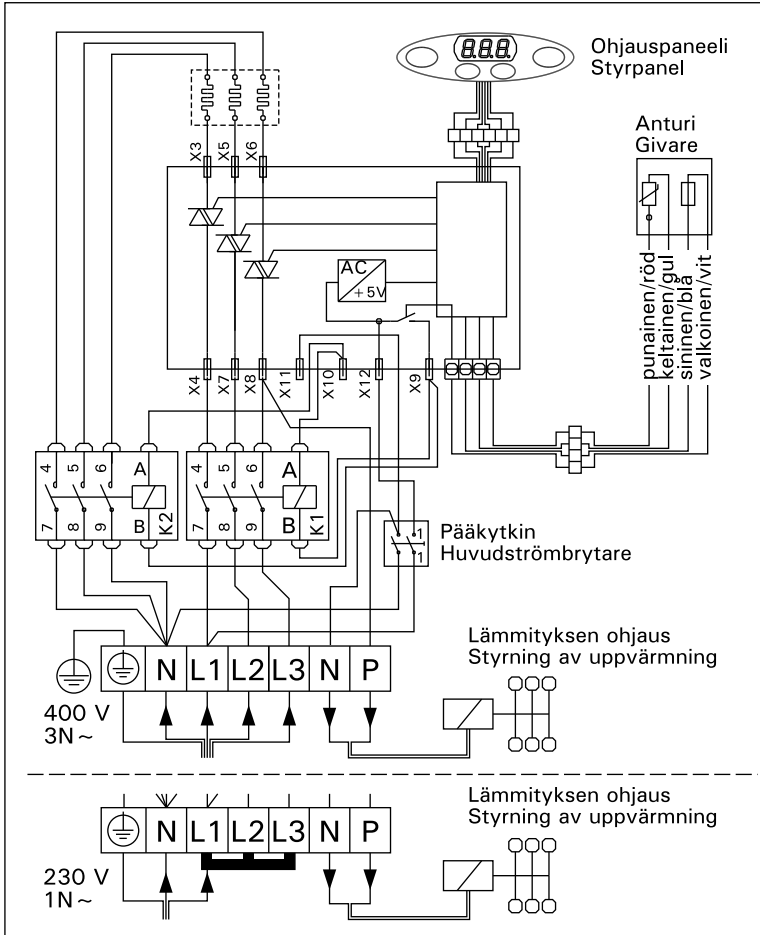 8.8.8.
Ohjauspaneeli
Styrpanel
Anturi
Givare
X3
X5
X6
AC
+5V
punainen/röd
keltainen/gul
sininen/blå
valkoinen/vit
X4
X7
X8
X11
X10
X12
X9
4 5 6 A
7 8 9 B K2
4 5 6 A
7 8 9 B K1
1
1
Pääkytkin
Huvudströmbrytare
N L1 L2 L3 N P
Lämmityksen ohjaus
Styrning av uppvärmning
400 V
3N~
N L1 L2 L3 N P
Lämmityksen ohjaus
Styrning av uppvärmning
230 V
1N~